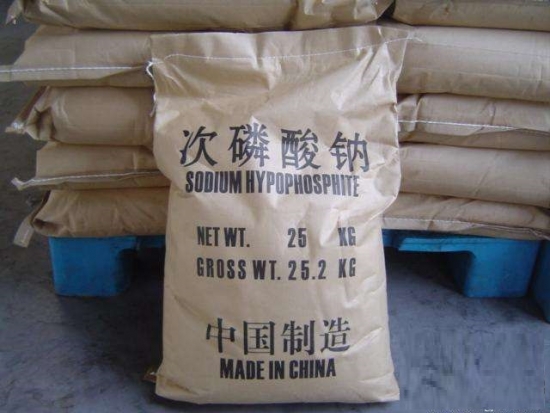 次磷酸钠
SODIUM HYPOPHOSPHITE
NET WT. 25 KG
GROSS WT. 25.2 KG
中国制造
MADE IN CHINA